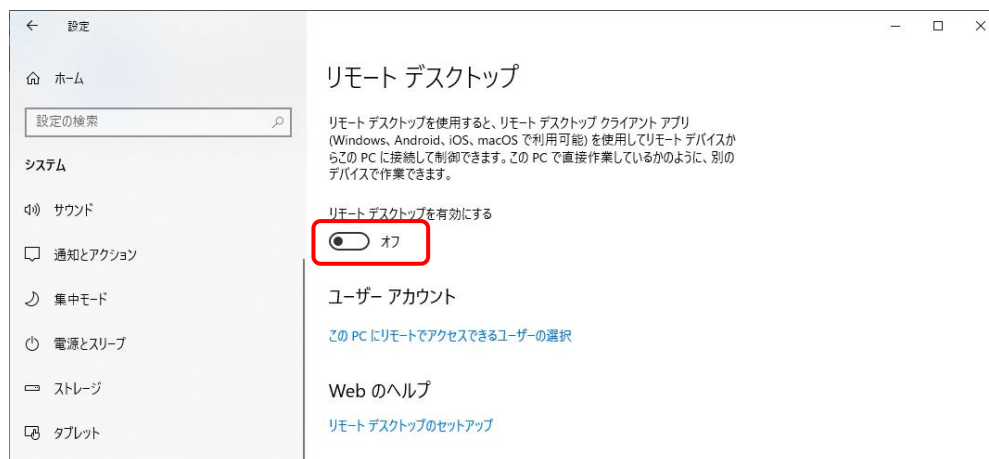 設定
ホーム
設定の検索
システム
サウンド
通知とアクション
集中モード
電源とスリープ
ストレージ
タブレット
リモート デスクトップ
リモート デスクトップを使用すると、リモート デスクトップ クライアント アプリ
(Windows、Android、iOS、macOS で利用可能) を使用してリモート デバイスか
らこの PC に接続して制御できます。この PC で直接作業しているかのように、別の
デバイスで作業できます。
リモート デスクトップを有効にする
オフ
ユーザー アカウント
この PC にリモートでアクセスできるユーザーの選択
Web のヘルプ
リモート デスクトップのセットアップ